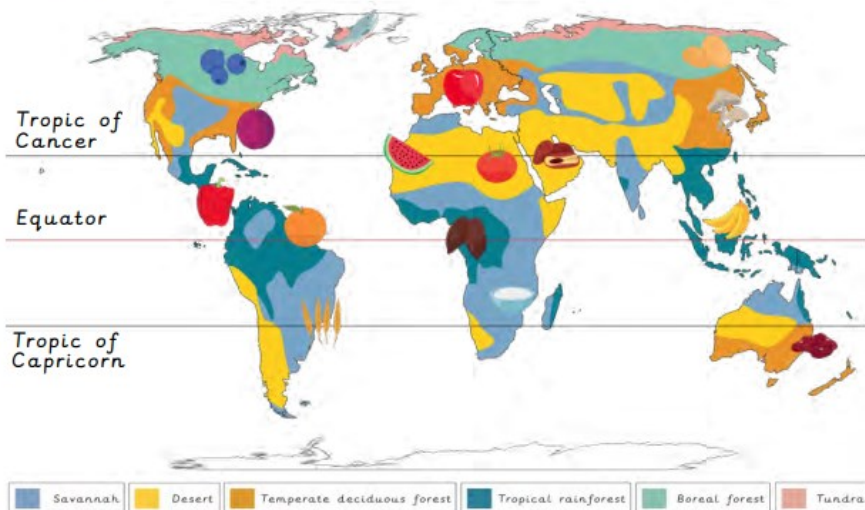 Tropic of
Cancer
Equator
Tropic of
Capricorn
Savannah
Desert
Temperate deciduous forest
Tropical rainforest
Boreal forest
Tundra